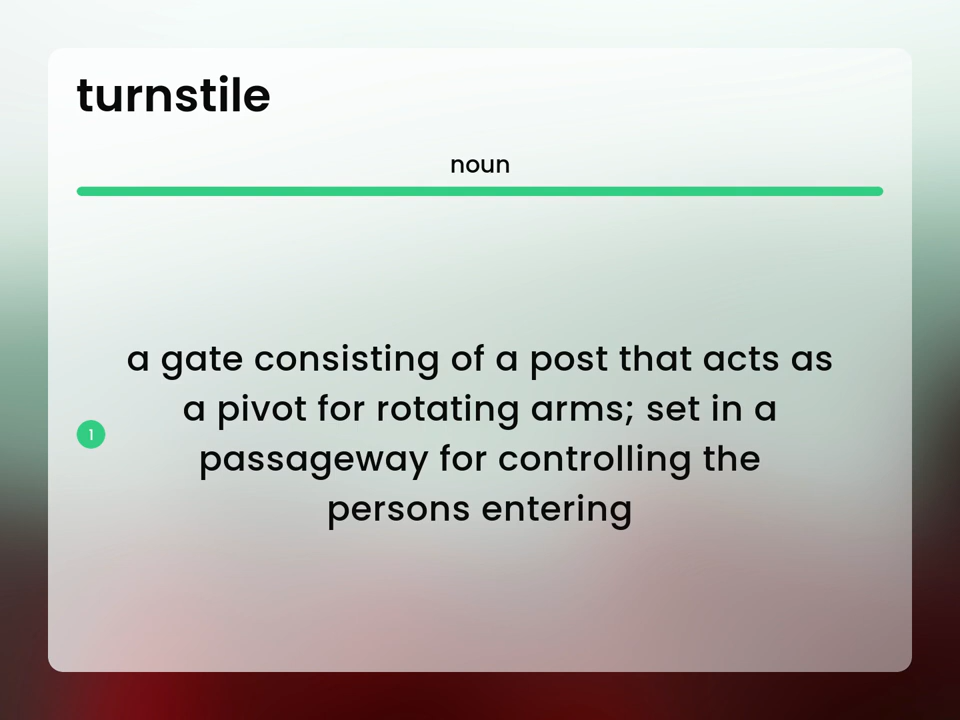 turnstile
noun
a gate consisting of a post that acts as
a pivot for rotating arms; set in a
1
passageway for controlling the
persons entering